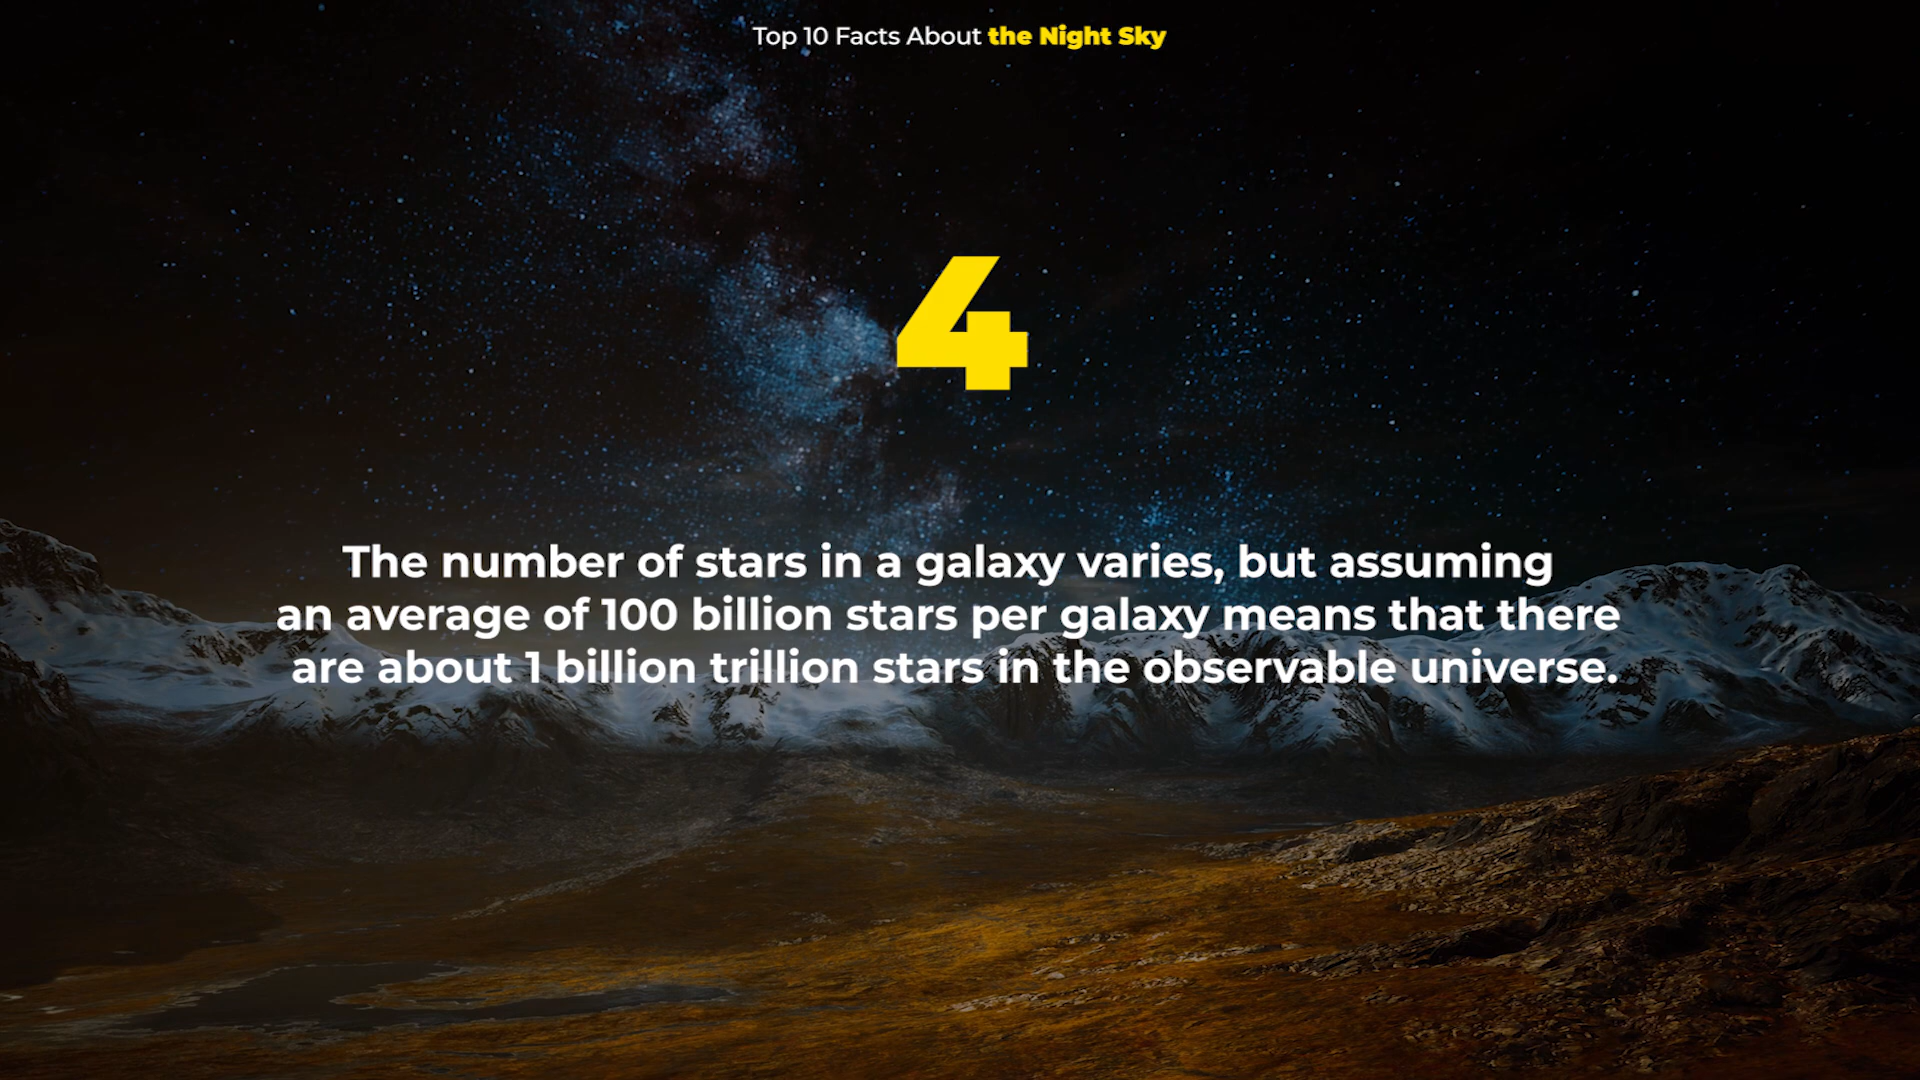 Top 10 Facts About the Night Sky
4
The number of stars in a galaxy varies, but assuming
an average of 100 billion stars per galaxy means that there
are about 1 billion trillion stars in the observable universe.